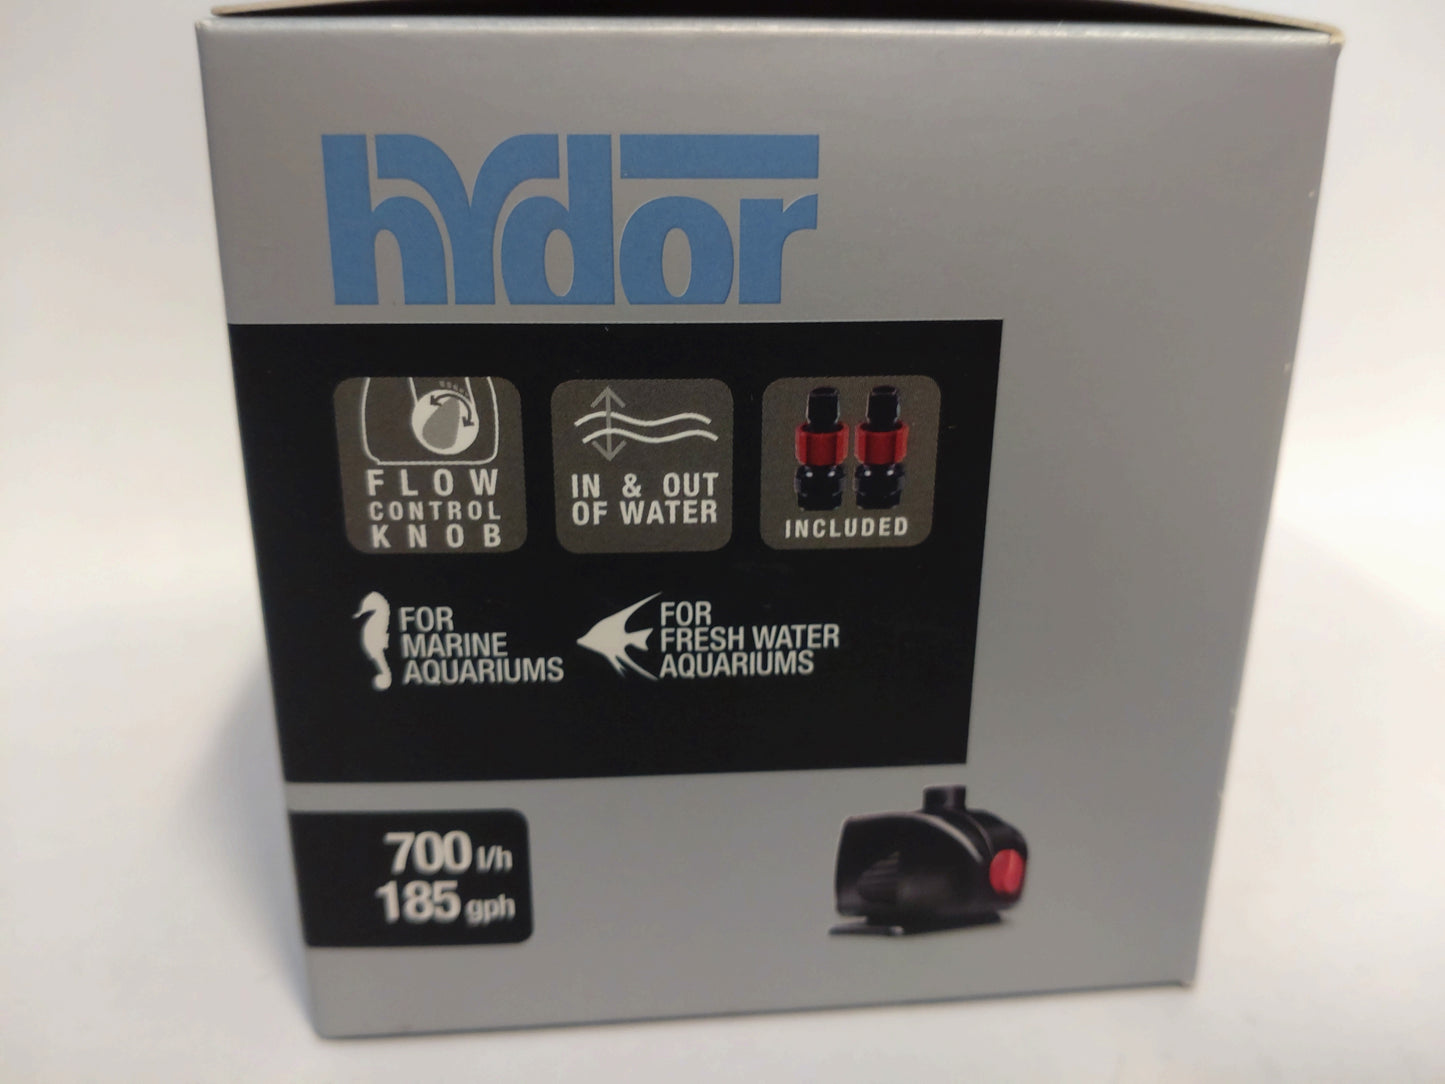 hydor
FLOW
CONTROL
KNOB
IN & OUT
OF WATER
INCLUDED
FOR
MARINE
AQUARIUMS
FOR
FRESH WATER
AQUARIUMS
700 l/h
185 gph